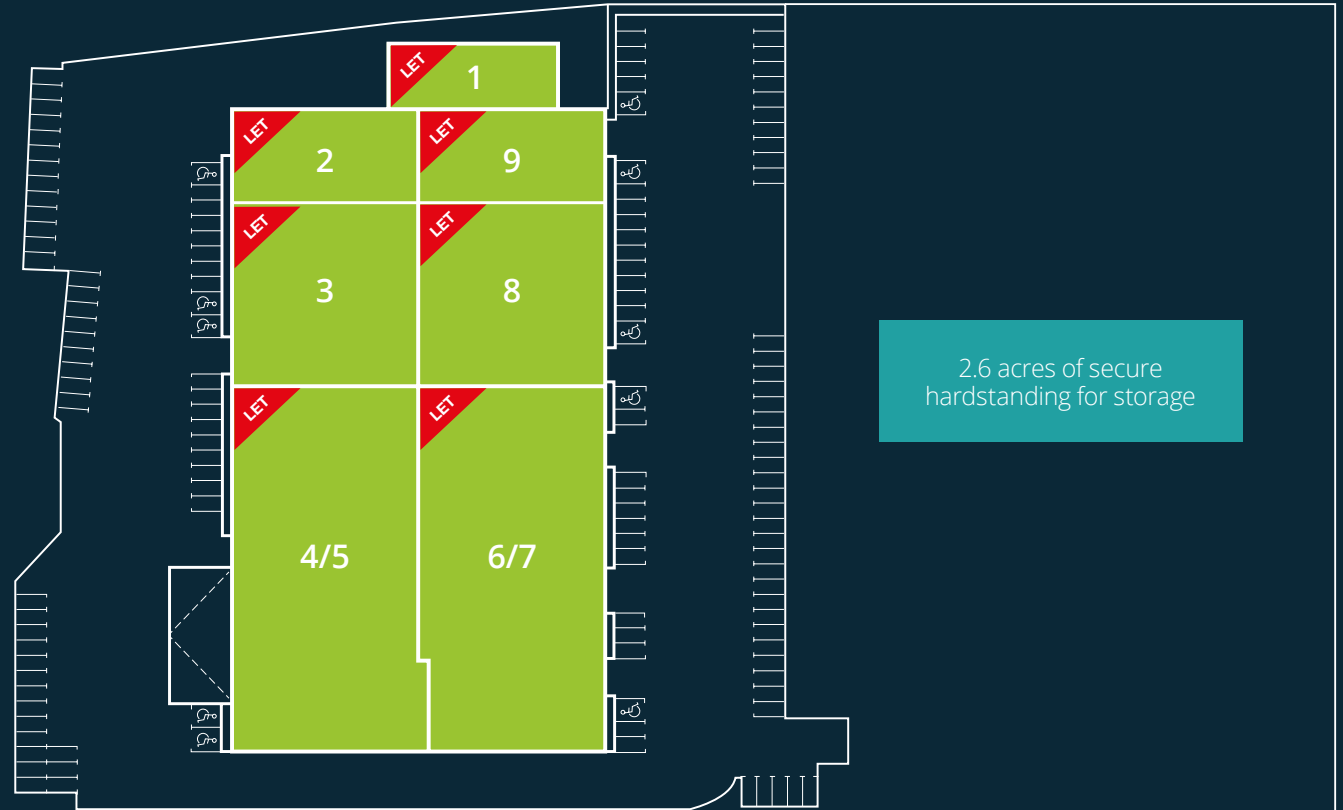 LET
1
LET
2
LET
9
LET
3
LET
8
LET
4/5
LET
6/7
2.6 acres of secure
hardstanding for storage